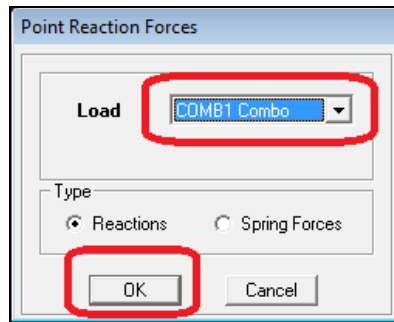 Point Reaction Forces
Load COMB1 Combo
Type
Reactions Spring Forces
OK Cancel